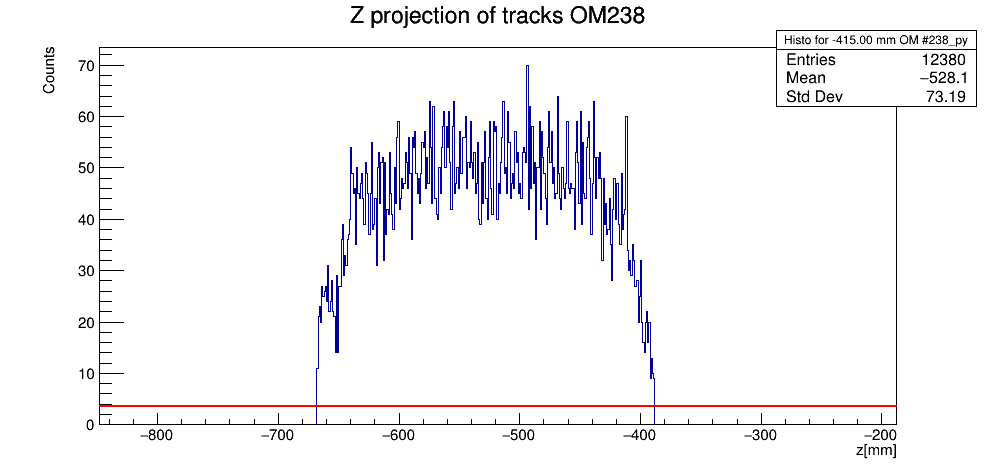 Z projection of tracks OM238
Histo for -415.00 mm OM #238_py
Entries 12380
Mean −528.1
Std Dev 73.19
Counts
70
60
50
40
30
20
10
0
−800 −700 −600 −500 −400 −300 −200
z[mm]